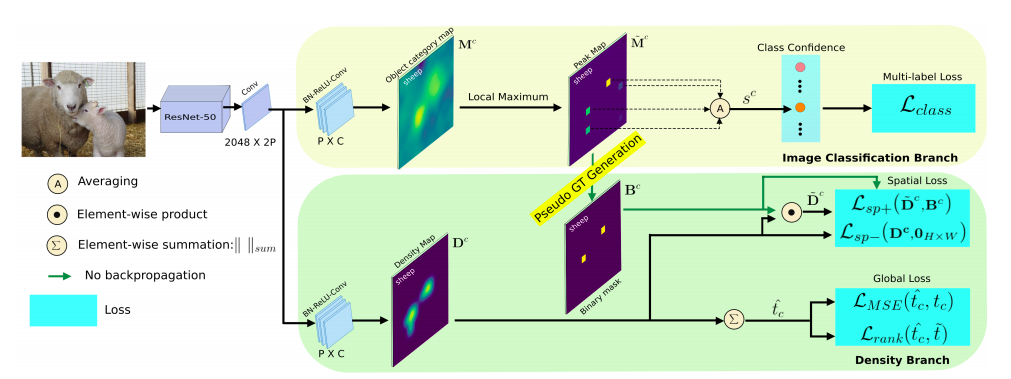 Object category map
sheep
M^c
Peak Map
sheep
M̃^c
Class Confidence
Multi-label Loss
L_class
BN-ReLU-Conv
P X C
Local Maximum
A
s^c
Image Classification Branch
ResNet-50
Conv
2048 X 2P
Pseudo GT Generation
A Averaging
Element-wise product
Σ Element-wise summation:‖ ‖_sum
No backpropagation
Loss
Density Map
sheep
D^c
BN-ReLU-Conv
P X C
B^c
sheep
Binary mask
D̃^c
Spatial Loss
L_sp+(D̃^c,B^c)
L_sp−(D^c,0_H×W)
Σ
t̂_c
Global Loss
L_MSE(t̂_c,t_c)
L_rank(t̂_c,t̃)
Density Branch